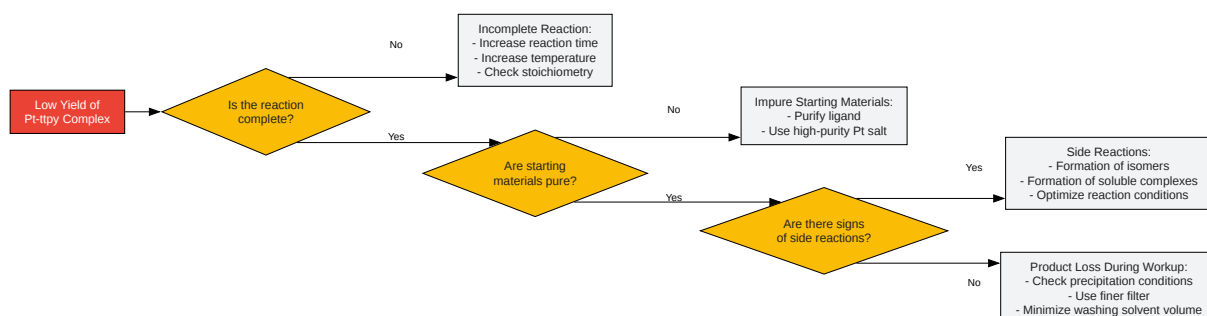 Low Yield of
Pt-ttpy Complex
Is the reaction
complete?
No
Incomplete Reaction:
- Increase reaction time
- Increase temperature
- Check stoichiometry
Yes
Are starting
materials pure?
No
Impure Starting Materials:
- Purify ligand
- Use high-purity Pt salt
Yes
Are there signs
of side reactions?
Yes
Side Reactions:
- Formation of isomers
- Formation of soluble complexes
- Optimize reaction conditions
No
Product Loss During Workup:
- Check precipitation conditions
- Use finer filter
- Minimize washing solvent volume